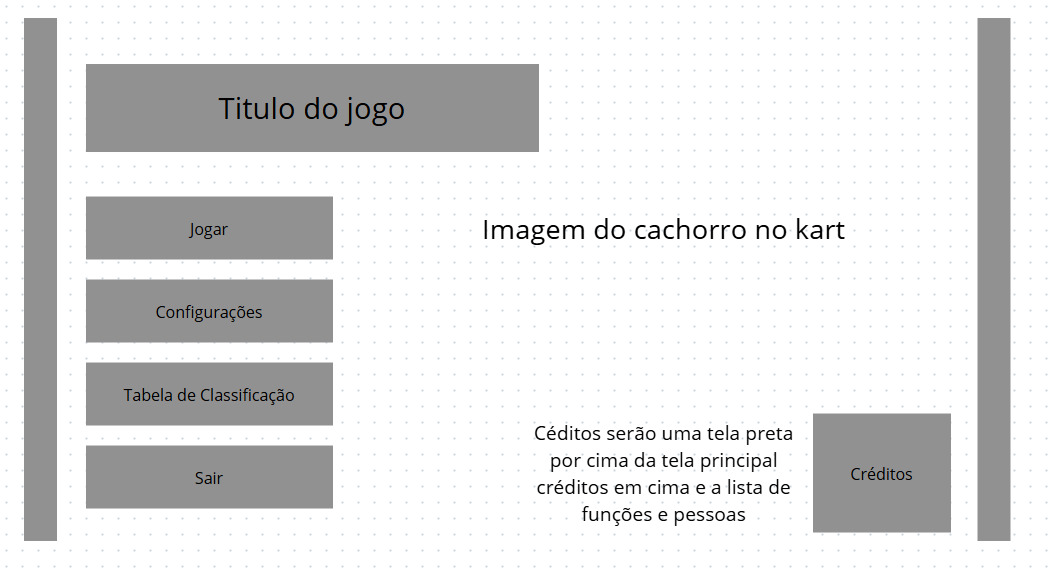 Titulo do jogo
Jogar
Imagem do cachorro no kart
Configurações
Tabela de Classificação
Sair
Céditos serão uma tela preta
por cima da tela principal
créditos em cima e a lista de
funções e pessoas
Créditos